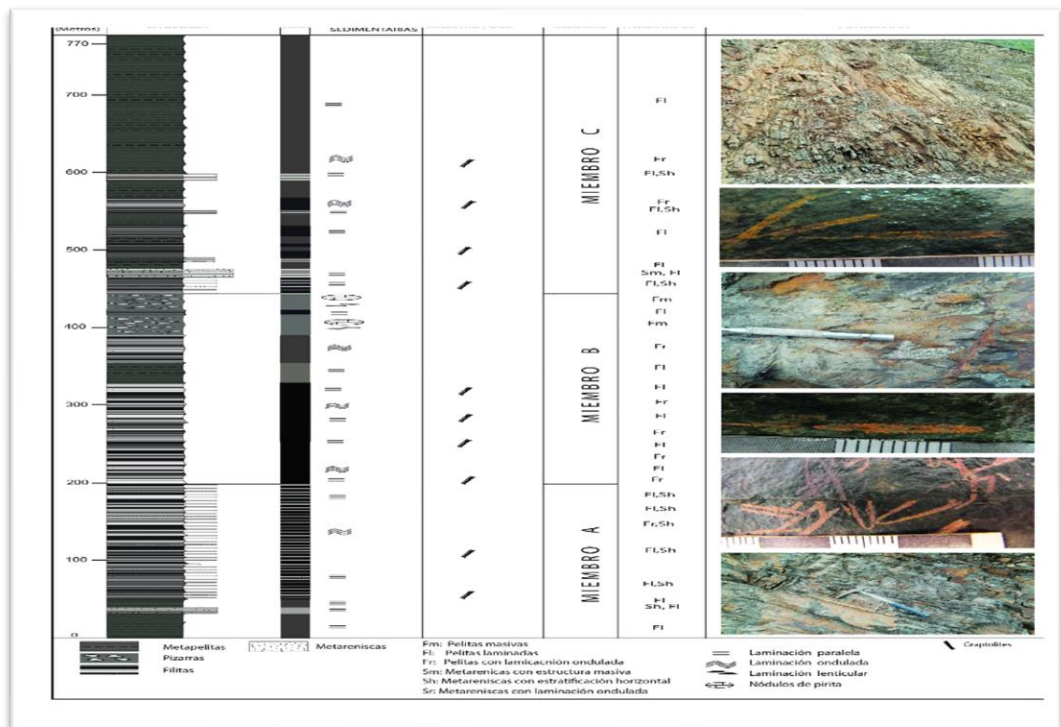 (Metros)
SEDIMENTARIAS
770
700
600
500
400
300
200
100
0
MIEMBRO C
MIEMBRO B
MIEMBRO A
Fl
Fr
Fl,Sh
Fr
Fl,Sh
Fl
Fl
Sm, Fl
Fl,Sh
Fm
Fl
Fm
Fr
Fl
Fl
Fr
Fl
Fr
Fl
Fr
Fl
Fr
Fl,Sh
Fl,Sh
Fr,Sh
Fl,Sh
Fl,Sh
Fl
Sh, Fl
Fl
Metapelitas
Pizarras
Filitas
Metareniscas
Fm: Pelitas masivas
Fl: Pelitas laminadas
Fr: Pelitas con lamicacnión ondulada
Sm: Metarenicas con estructura masiva
Sh: Metareniscas con estratificación horizontal
Sr: Metareniscas con laminación ondulada
Laminación paralela
Laminación ondulada
Laminación lenticular
Nódulos de pirita
Graptolites